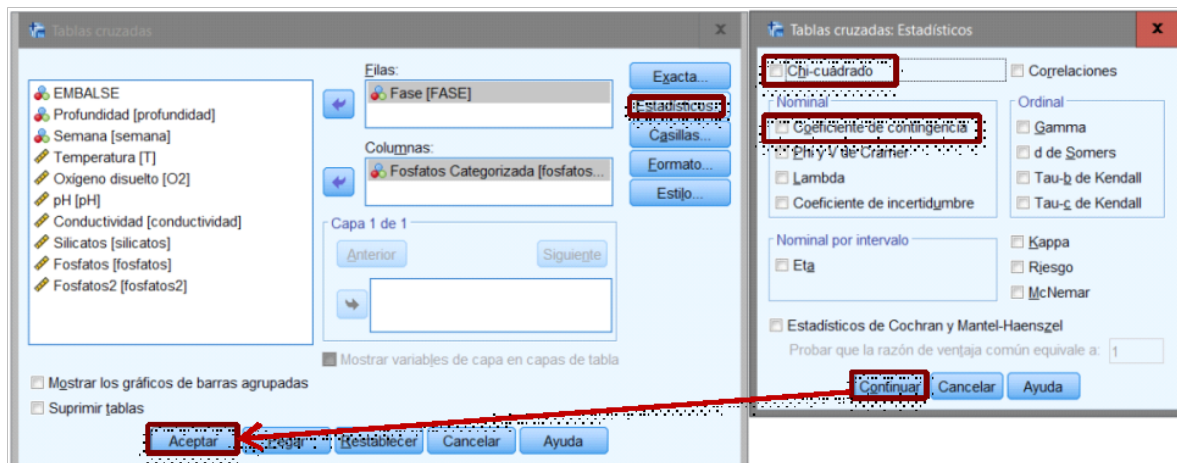 Tablas cruzadas
EMBALSE
Profundidad [profundidad]
Semana [semana]
Temperatura [T]
Oxígeno disuelto [O2]
pH [pH]
Conductividad [conductividad]
Silicatos [silicatos]
Fosfatos [fosfatos]
Fosfatos2 [fosfatos2]
Filas:
Fase [FASE]
Columnas:
Fosfatos Categorizada [fosfatos...
Capa 1 de 1
Anterior
Siguiente
Exacta...
Estadísticos
Casillas...
Formato...
Estilo...
Mostrar variables de capa en capas de tabla
Mostrar los gráficos de barras agrupadas
Suprimir tablas
Aceptar
Pegar
Restablecer
Cancelar
Ayuda
Tablas cruzadas: Estadísticos
Chi-cuadrado
Correlaciones
Nominal
Coeficiente de contingencia
Phi y V de Cramer
Lambda
Coeficiente de incertidumbre
Ordinal
Gamma
d de Somers
Tau-b de Kendall
Tau-c de Kendall
Nominal por intervalo
Eta
Kappa
Riesgo
McNemar
Estadísticos de Cochran y Mantel-Haenszel
Probar que la razón de ventaja común equivale a: 1
Continuar
Cancelar
Ayuda